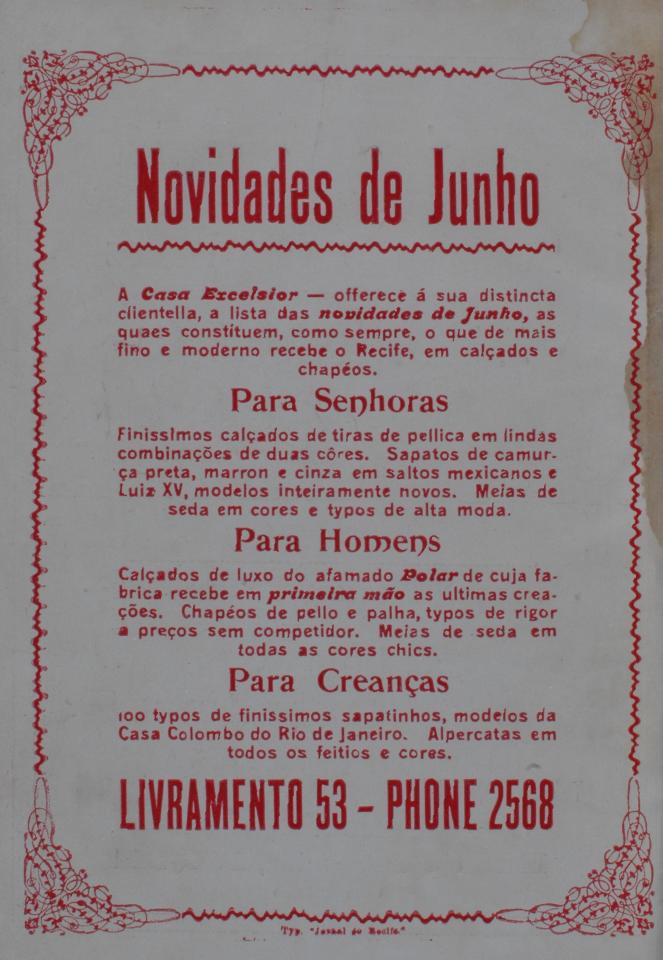 Novidades de Junho
A Casa Excelsior — offerece á sua distincta
clientella, a lista das novidades de Junho, as
quaes constituem, como sempre, o que de mais
fino e moderno recebe o Recife, em calçados e
chapéos.
Para Senhoras
Finissimos calçados de tiras de pellica em lindas
combinações de duas côres. Sapatos de camur-
ça preta, marron e cinza em saltos mexicanos e
Luiz XV, modelos inteiramente novos. Meias de
seda em cores e typos de alta moda.
Para Homens
Calçados de luxo do afamado Polar de cuja fa-
brica recebe em primeira mão as ultimas crea-
ções. Chapéos de pello e palha, typos de rigor
a preços sem competidor. Meias de seda em
todas as cores chics.
Para Creanças
100 typos de finissimos sapatinhos, modelos da
Casa Colombo do Rio de Janeiro. Alpercatas em
todos os feitios e cores.
LIVRAMENTO 53 – PHONE 2568
Typ. "Jornal do Recife."